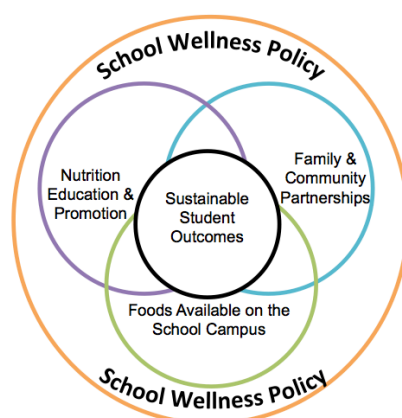 School Wellness Policy
Nutrition
Education &
Promotion
Family &
Community
Partnerships
Sustainable
Student
Outcomes
Foods Available on the
School Campus
School Wellness Policy